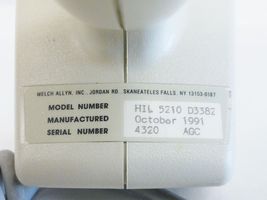 WELCH ALLYN, INC. JORDAN RD. SKANEATELES FALLS, NY 13153-0187
MODEL NUMBER HIL 5210 D3382
MANUFACTURED October 1991
SERIAL NUMBER 4320 AGC